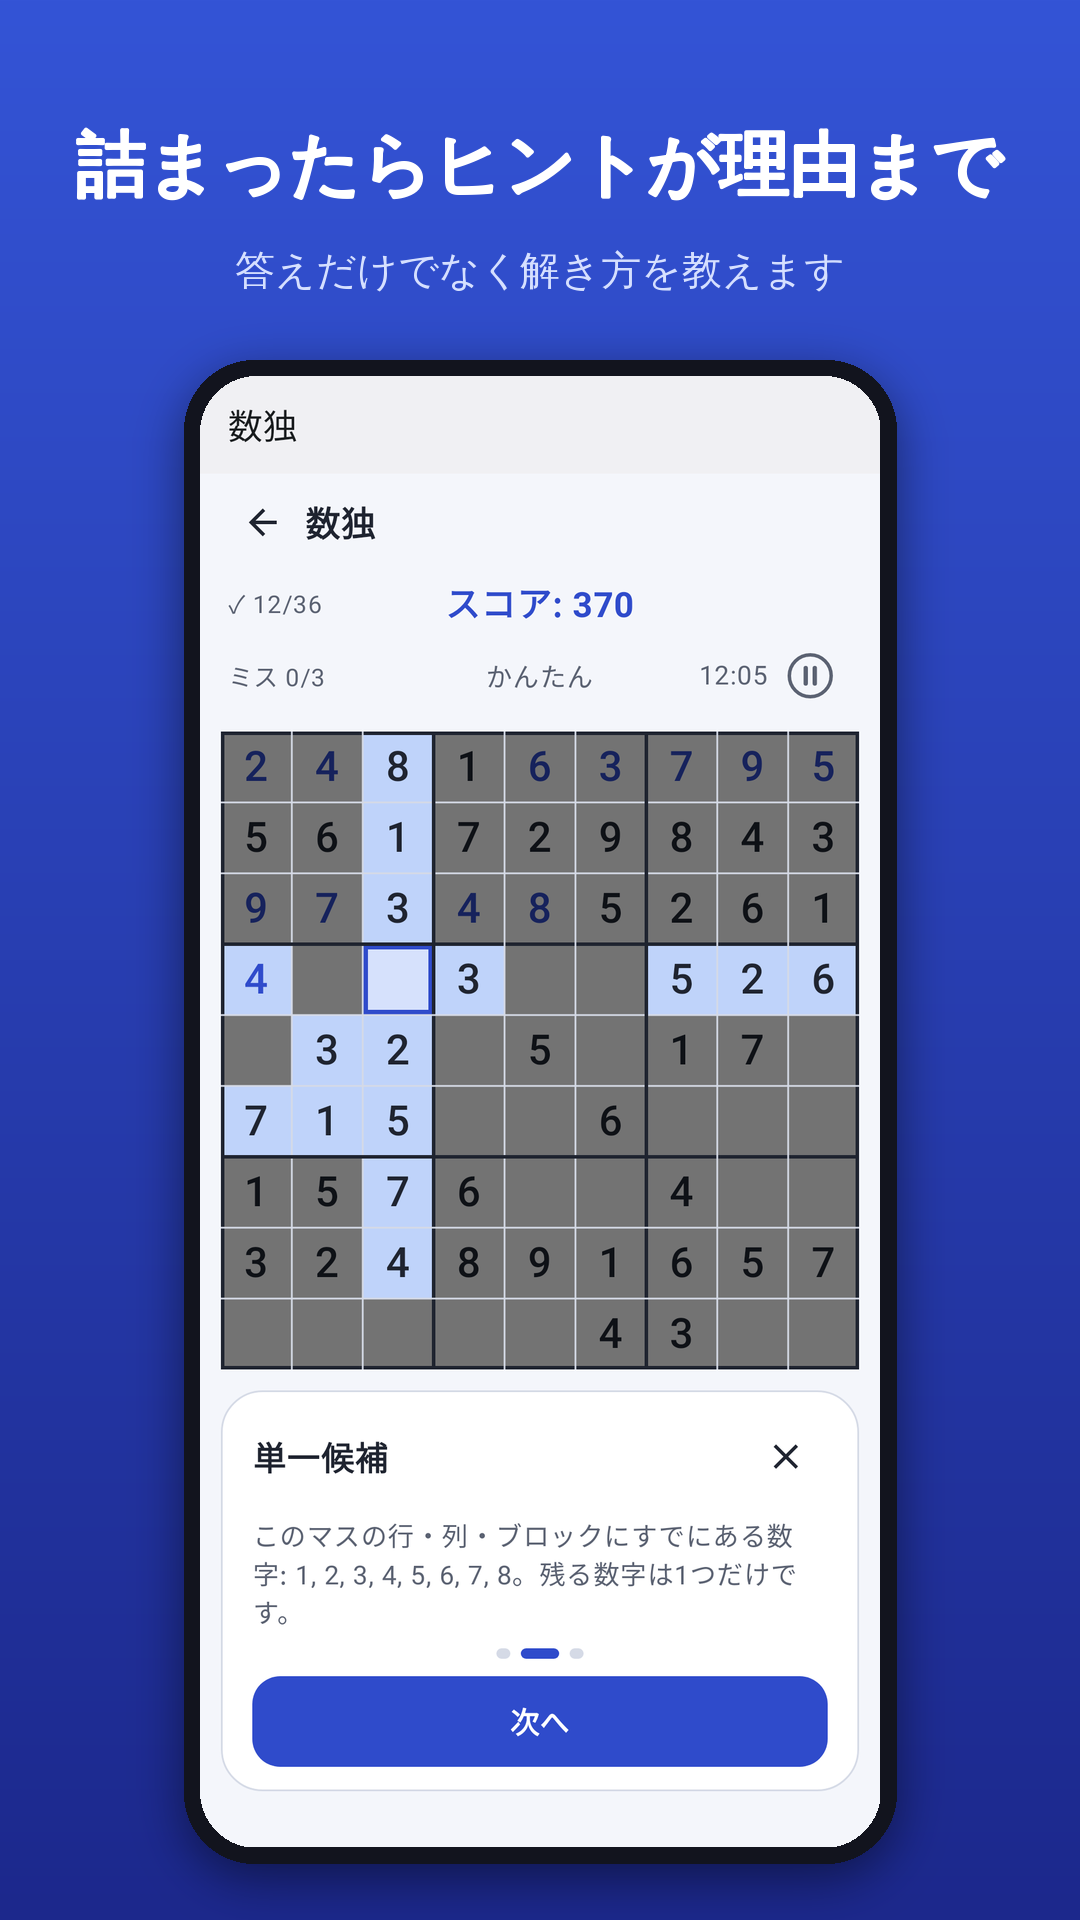 詰まったらヒントが理由まで
答えだけでなく解き方を教えます
数独
数独
✓ 12/36 スコア: 370
ミス 0/3 かんたん 12:05
2 4 8 1 6 3 7 9 5
5 6 1 7 2 9 8 4 3
9 7 3 4 8 5 2 6 1
4 3 5 2 6
3 2 5 1 7
7 1 5 6
1 5 7 6 4
3 2 4 8 9 1 6 5 7
4 3
単一候補
このマスの行・列・ブロックにすでにある数
字: 1, 2, 3, 4, 5, 6, 7, 8。残る数字は1つだけで
す。
次へ